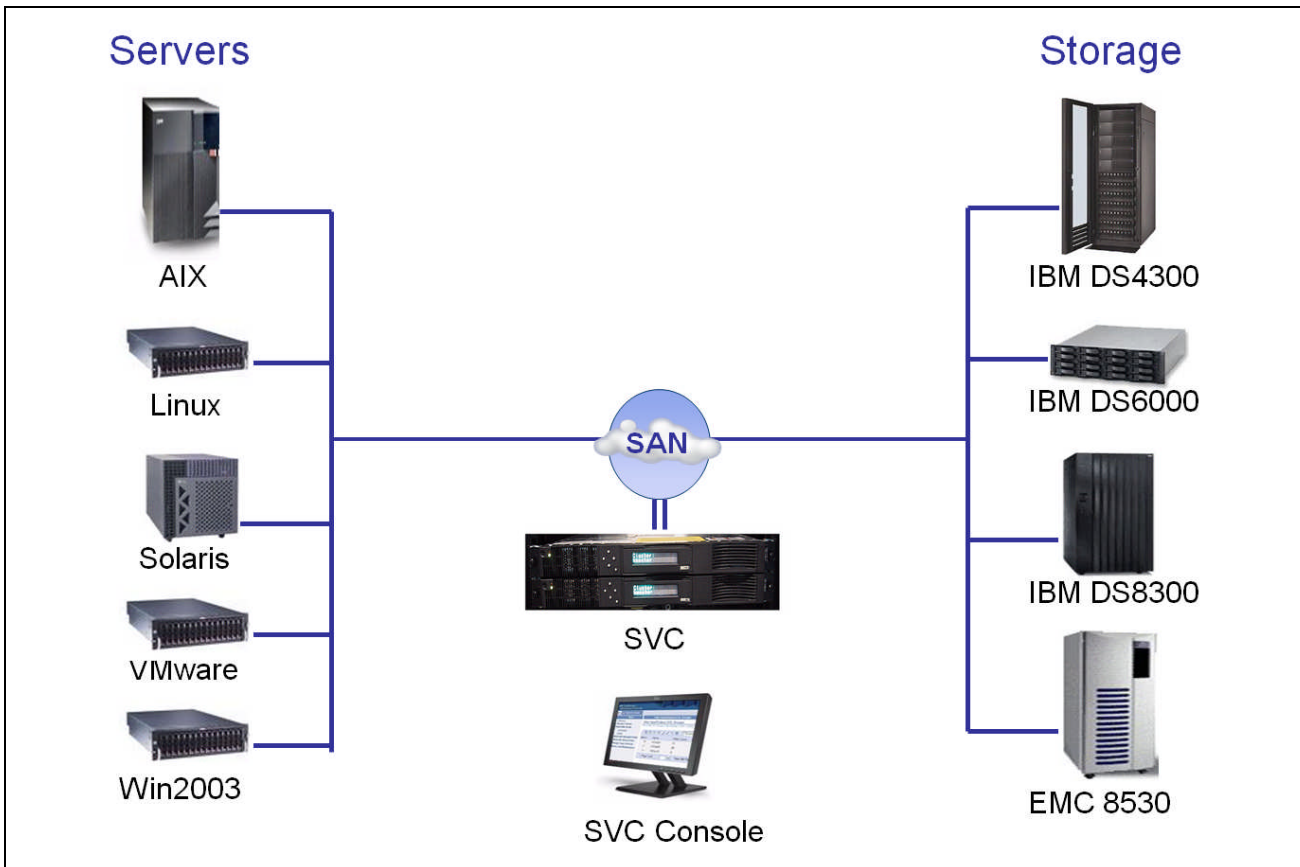 Servers
Storage
AIX
IBM DS4300
Linux
IBM DS6000
SAN
Solaris
IBM DS8300
SVC
VMware
Win2003
EMC 8530
SVC Console